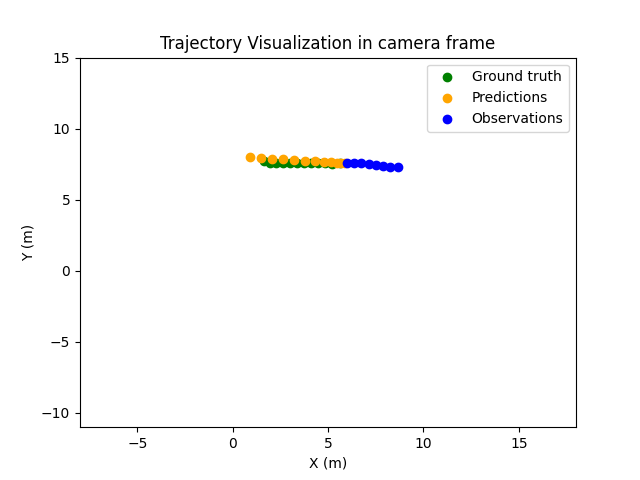 Trajectory Visualization in camera frame
Ground truth
Predictions
Observations
15
10
5
0
−5
−10
Y (m)
−5
0
5
10
15
X (m)